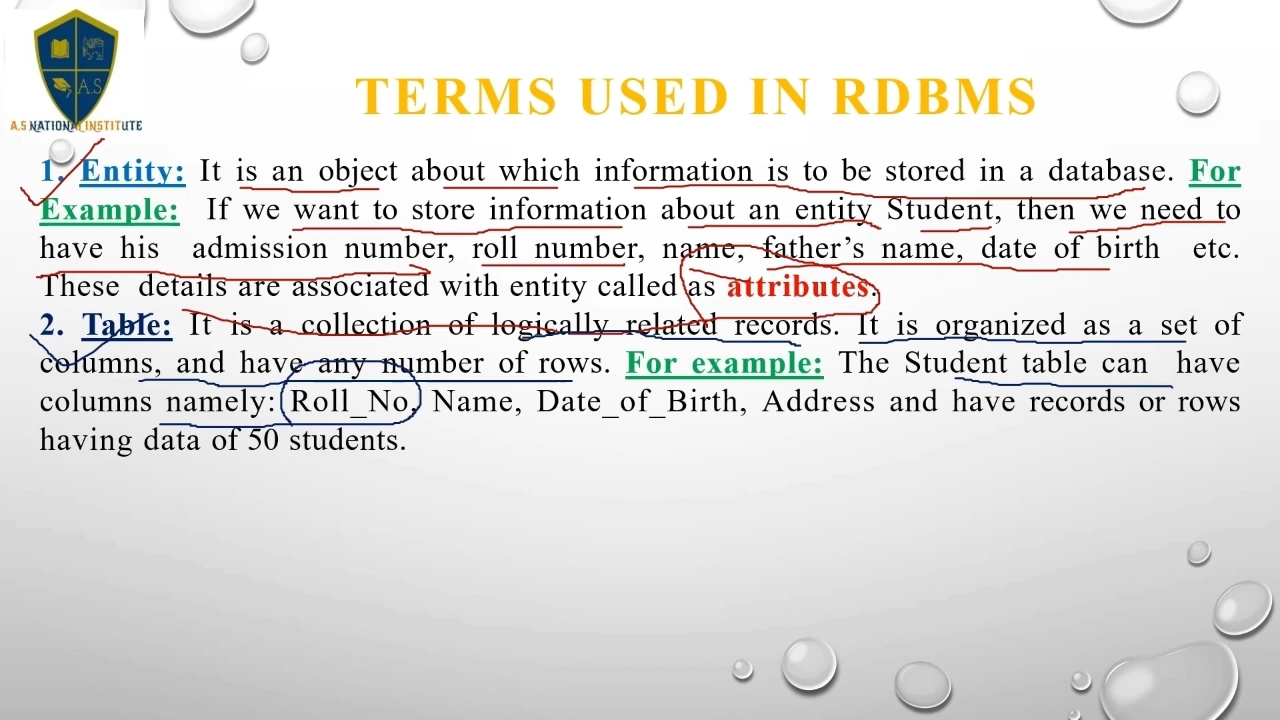 A.S
A.S NATIONAL INSTITUTE
TERMS USED IN RDBMS
1. Entity: It is an object about which information is to be stored in a database. For
Example: If we want to store information about an entity Student, then we need to
have his admission number, roll number, name, father’s name, date of birth etc.
These details are associated with entity called as attributes.
2. Table: It is a collection of logically related records. It is organized as a set of
columns, and have any number of rows. For example: The Student table can have
columns namely: Roll_No, Name, Date_of_Birth, Address and have records or rows
having data of 50 students.